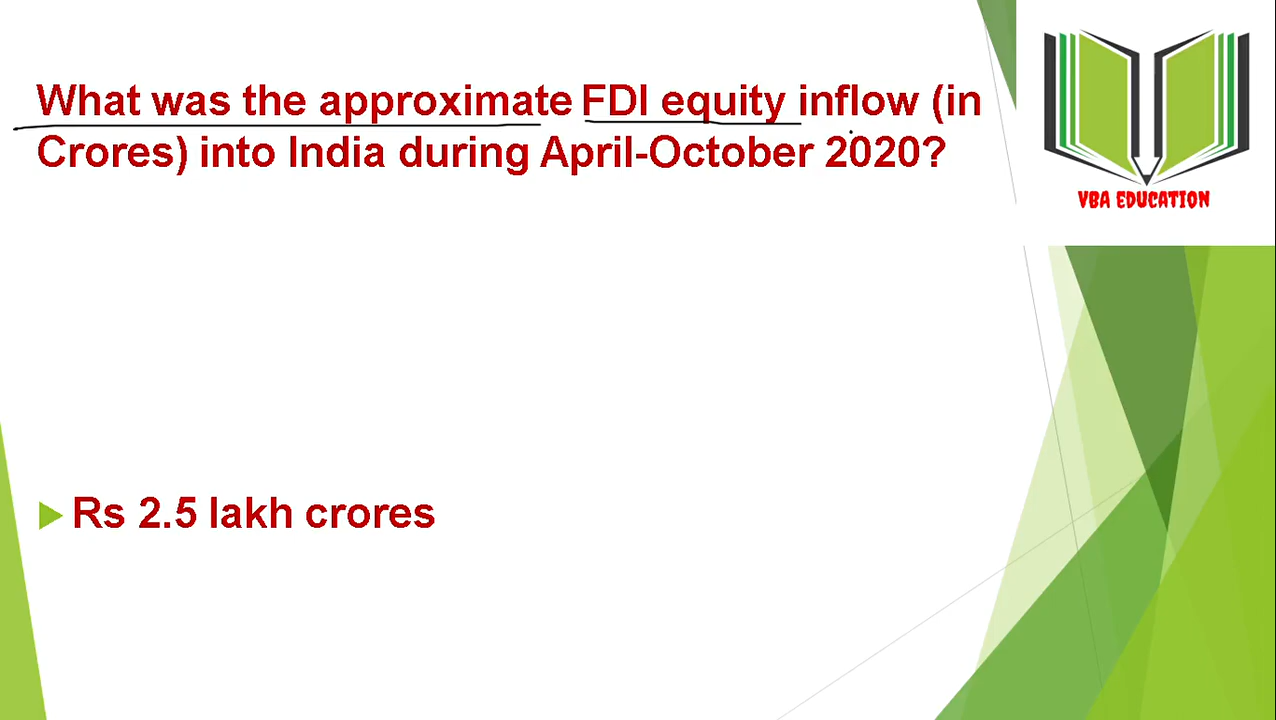 What was the approximate FDI equity inflow (in
Crores) into India during April-October 2020?
VBA EDUCATION
Rs 2.5 lakh crores